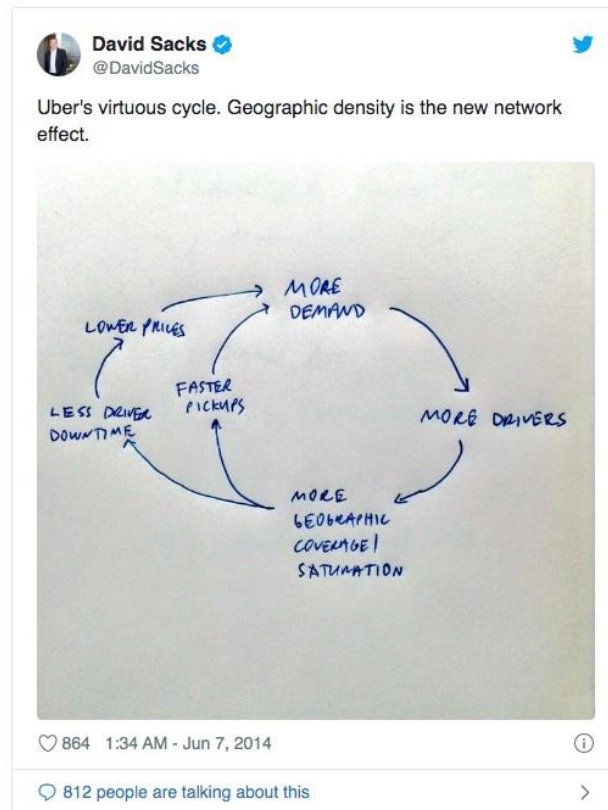 David Sacks
@DavidSacks
Uber's virtuous cycle. Geographic density is the new network
effect.
MORE
DEMAND
LOWER PRICES
FASTER
PICKUPS
LESS DRIVER
DOWNTIME
MORE DRIVERS
MORE
GEOGRAPHIC
COVERAGE/
SATURATION
864 1:34 AM - Jun 7, 2014
812 people are talking about this